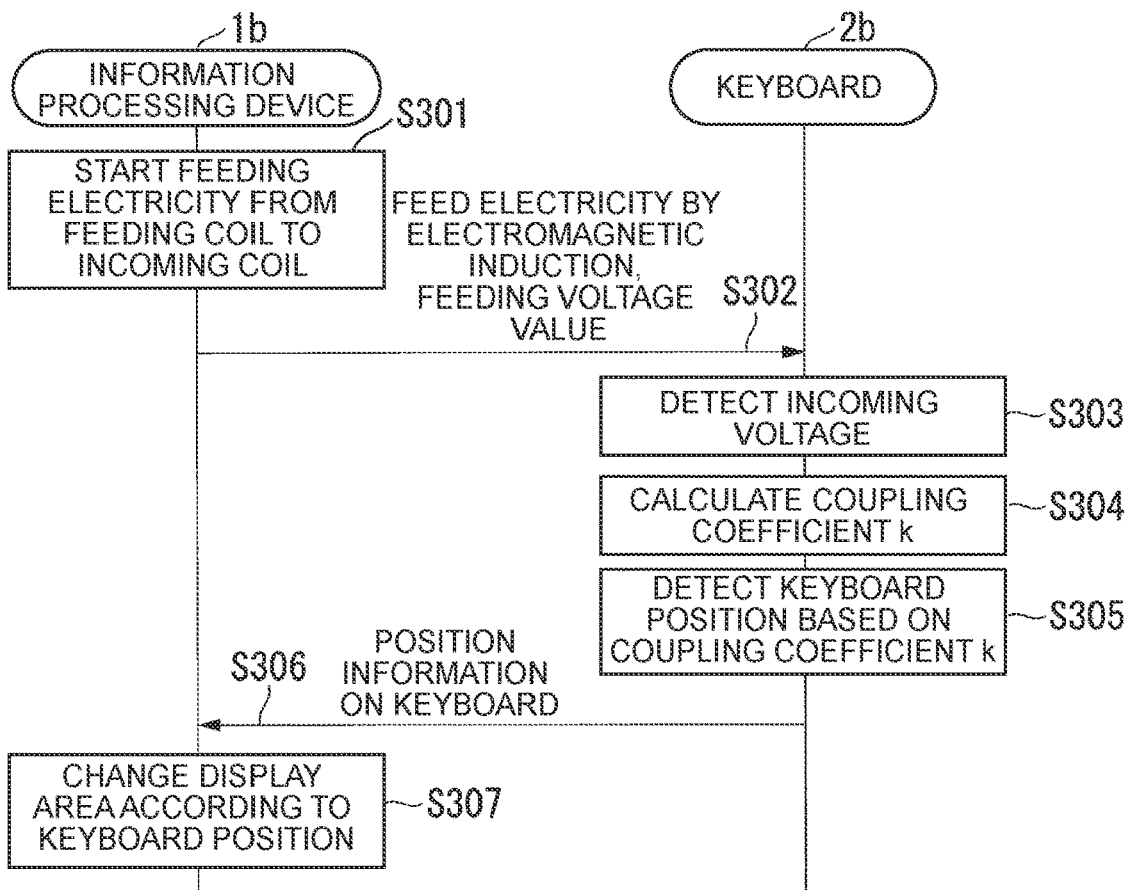 1b
2b
INFORMATION
PROCESSING DEVICE
KEYBOARD
S301
START FEEDING
ELECTRICITY FROM
FEEDING COIL TO
INCOMING COIL
FEED ELECTRICITY BY
ELECTROMAGNETIC
INDUCTION,
FEEDING VOLTAGE
VALUE
S302
DETECT INCOMING
VOLTAGE
S303
CALCULATE COUPLING
COEFFICIENT k
S304
DETECT KEYBOARD
POSITION BASED ON
COUPLING COEFFICIENT k
S305
POSITION
INFORMATION
ON KEYBOARD
S306
CHANGE DISPLAY
AREA ACCORDING TO
KEYBOARD POSITION
S307